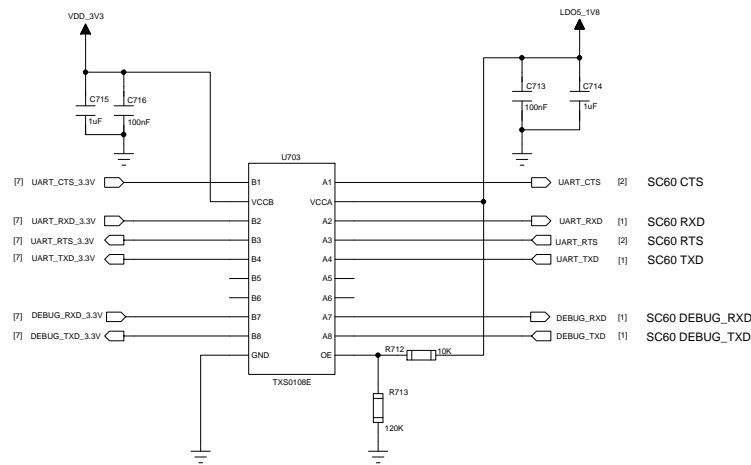 VDD_3V3
LDO5_1V8
C715
1uF
C716
100nF
C713
100nF
C714
1uF
U703
[7] UART_CTS_3.3V B1 A1 UART_CTS [2] SC60 CTS
VCCB VCCA
[7] UART_RXD_3.3V B2 A2 UART_RXD [1] SC60 RXD
[7] UART_RTS_3.3V B3 A3 UART_RTS [2] SC60 RTS
[7] UART_TXD_3.3V B4 A4 UART_TXD [1] SC60 TXD
B5 A5
B6 A6
[7] DEBUG_RXD_3.3V B7 A7 DEBUG_RXD [1] SC60 DEBUG_RXD
[7] DEBUG_TXD_3.3V B8 A8 DEBUG_TXD [1] SC60 DEBUG_TXD
GND OE R712 10K
TXS0108E
R713
120K